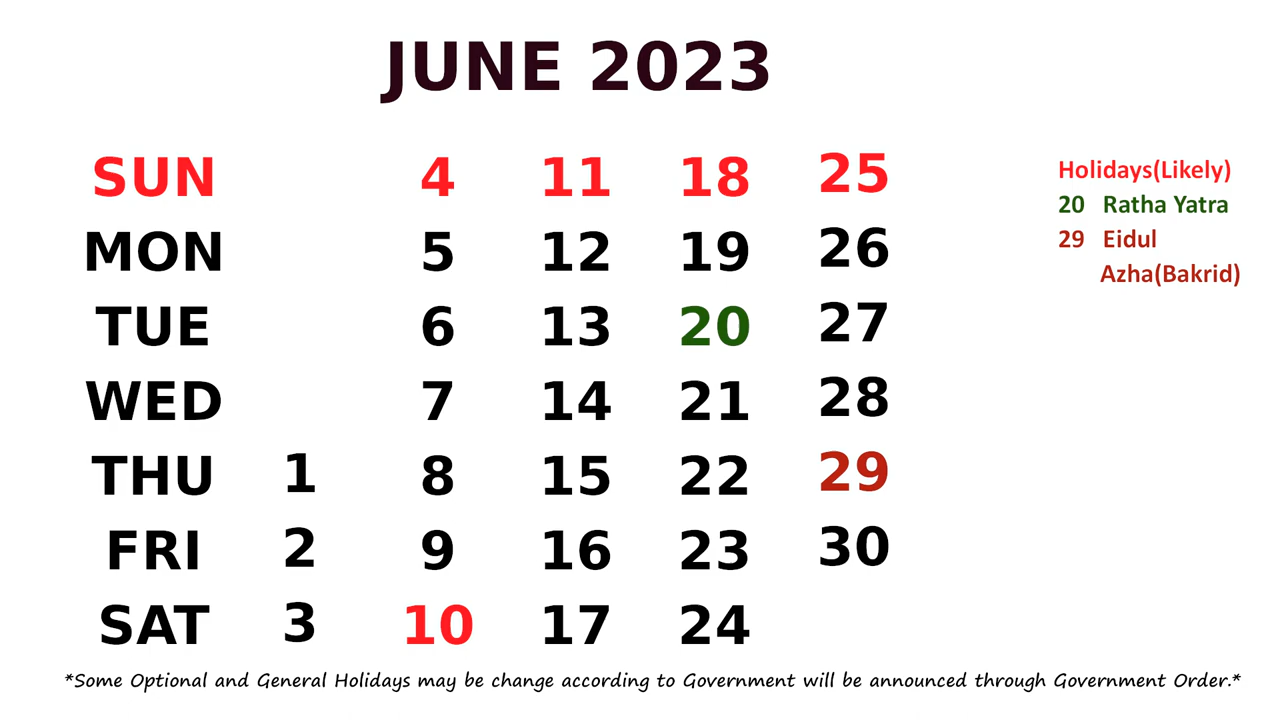 JUNE 2023
SUN 4 11 18 25
MON 5 12 19 26
TUE 6 13 20 27
WED 7 14 21 28
THU 1 8 15 22 29
FRI 2 9 16 23 30
SAT 3 10 17 24
Holidays(Likely)
20 Ratha Yatra
29 Eidul
Azha(Bakrid)
*Some Optional and General Holidays may be change according to Government will be announced through Government Order.*